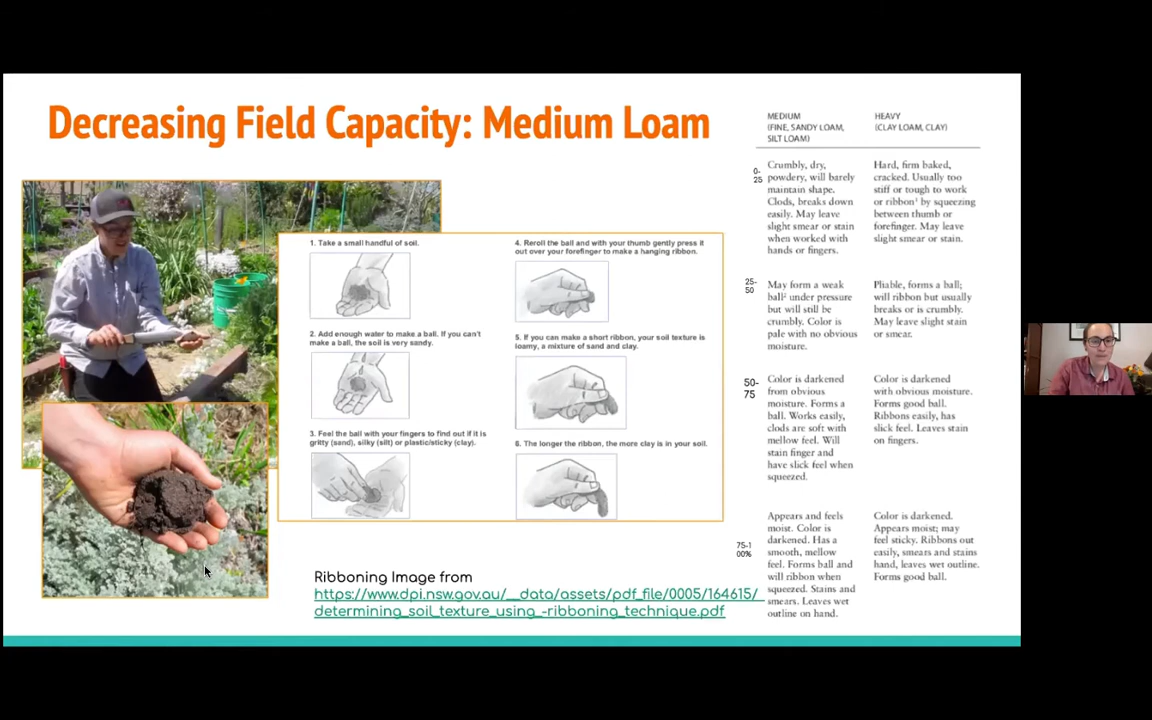 Decreasing Field Capacity: Medium Loam
1. Take a small handful of soil.
2. Add enough water to make a ball. If you can't
make a ball, the soil is very sandy.
3. Feel the ball with your fingers to find out if it is
gritty (sand), silky (silt) or plastic/sticky (clay).
4. Reroll the ball and with your thumb gently press it
out over your forefinger to make a hanging ribbon.
5. If you can make a short ribbon, your soil texture is
loamy, a mixture of sand and clay.
6. The longer the ribbon, the more clay is in your soil.
Ribboning Image from
https://www.dpi.nsw.gov.au/__data/assets/pdf_file/0005/164615/
determining_soil_texture_using_-ribboning_technique.pdf
MEDIUM
(FINE, SANDY LOAM,
SILT LOAM)
HEAVY
(CLAY LOAM, CLAY)
0-
25
Crumbly, dry,
powdery, will barely
maintain shape.
Clods, breaks down
easily. May leave
slight smear or stain
when worked with
hands or fingers.
Hard, firm baked,
cracked. Usually too
stiff or tough to work
or ribbon¹ by squeezing
between thumb or
forefinger. May leave
slight smear or stain.
25-
50
May form a weak
ball² under pressure
but will still be
crumbly. Color is
pale with no obvious
moisture.
Pliable, forms a ball;
will ribbon but usually
breaks or is crumbly.
May leave slight stain
or smear.
50-
75
Color is darkened
from obvious
moisture. Forms a
ball. Works easily,
clods are soft with
mellow feel. Will
stain finger and
have slick feel when
squeezed.
Color is darkened
with obvious moisture.
Forms good ball.
Ribbons easily, has
slick feel. Leaves stain
on fingers.
75-1
00%
Appears and feels
moist. Color is
darkened. Has a
smooth, mellow
feel. Forms ball and
will ribbon when
squeezed. Stains and
smears. Leaves wet
outline on hand.
Color is darkened.
Appears moist; may
feel sticky. Ribbons out
easily, smears and stains
hand, leaves wet outline.
Forms good ball.